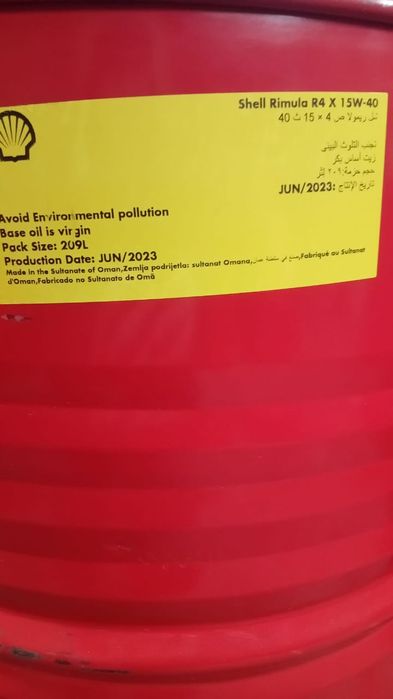 Shell Rimula R4 X 15W-40
شل ريمولا ص 4 × 15 ث 40
تجنب التلوث البيئي
زيت أساس بكر
حجم حزمة: ٢٠٩ لتر
تاريخ الإنتاج: JUN/2023
Avoid Environmental pollution
Base oil is virgin
Pack Size: 209L
Production Date: JUN/2023
Made in the Sultanate of Oman,Zemlja podrijetla: sultanat Omana,صنع في سلطنة عمان,Fabriqué au Sultanat
d'Oman,Fabricado no Sultanato de Omã